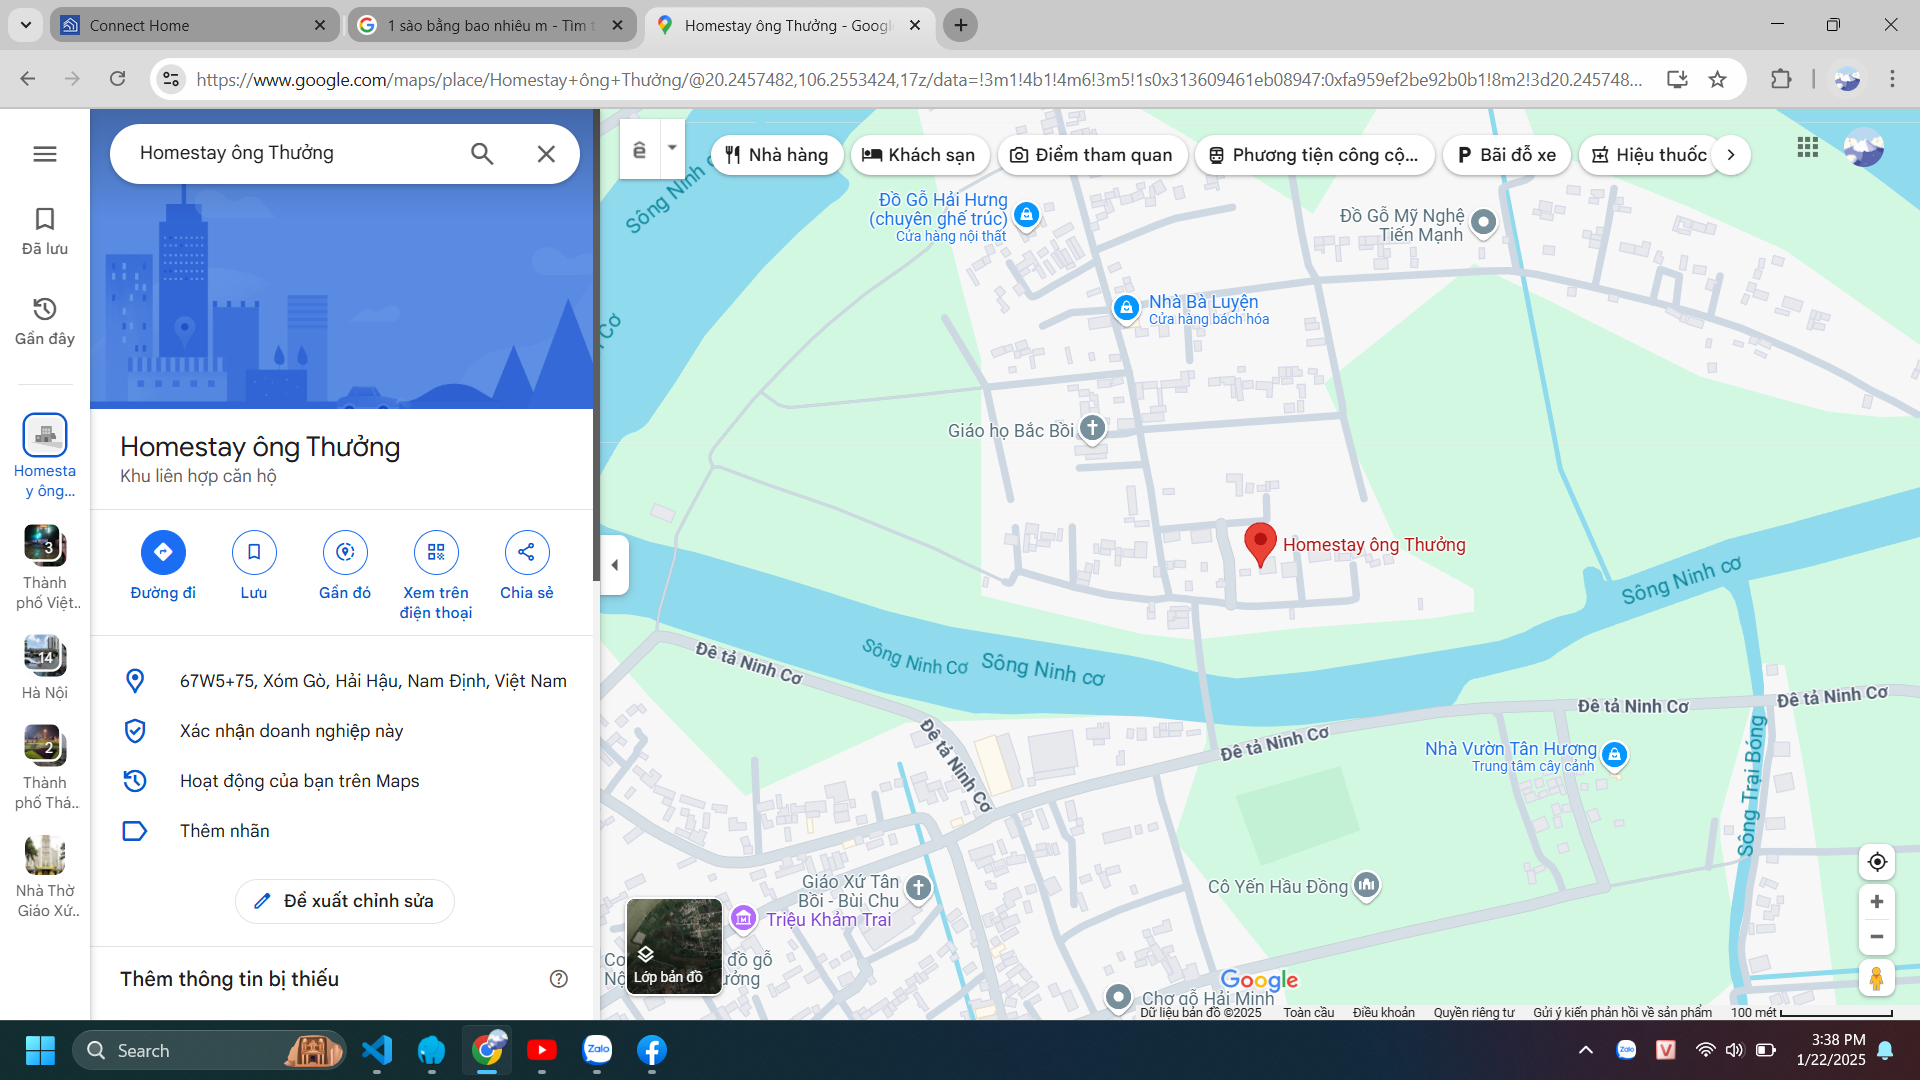 Connect Home
1 sào bằng bao nhiêu m - Tìm t
Homestay ông Thưởng - Googl
https://www.google.com/maps/place/Homestay+ông+Thưởng/@20.2457482,106.2553424,17z/data=!3m1!4b1!4m6!3m5!1s0x313609461eb08947:0xfa959ef2be92b0b1!8m2!3d20.245748...
Homestay ông Thưởng
Đã lưu
Gần đây
Homesta
y ông...
3
Thành
phố Việt..
14
Hà Nội
2
Thành
phố Thá..
Nhà Thờ
Giáo Xứ..
Homestay ông Thưởng
Khu liên hợp căn hộ
Đường đi
Lưu
Gần đó
Xem trên
điện thoại
Chia sẻ
67W5+75, Xóm Gò, Hải Hậu, Nam Định, Việt Nam
Xác nhận doanh nghiệp này
Hoạt động của bạn trên Maps
Thêm nhãn
Đề xuất chỉnh sửa
Thêm thông tin bị thiếu
ê
Nhà hàng
Khách sạn
Điểm tham quan
Phương tiện công cộ...
Bãi đỗ xe
Hiệu thuốc
Sông Ninh C
Đồ Gỗ Hải Hưng
(chuyên ghế trúc)
Cửa hàng nội thất
Đồ Gỗ Mỹ Nghệ
Tiến Mạnh
Nhà Bà Luyện
Cửa hàng bách hóa
Giáo họ Bắc Bồi
Homestay ông Thưởng
Sông Ninh cơ
Đê tả Ninh Cơ
Sông Ninh Cơ
Sông Ninh cơ
Đê tả Ninh Cơ
Đê tả Ninh Cơ
Đê tả Ninh Cơ
Đê tả Ninh Cơ
Nhà Vườn Tân Hương
Trung tâm cây cảnh
Sông Trại Bóng
Giáo Xứ Tân
Bồi - Bùi Chu
Triệu Khảm Trai
Cô Yến Hầu Đồng
đồ gỗ
Lớp bản đồ
Chợ gỗ Hải Minh
Google
Dữ liệu bản đồ ©2025
Toàn cầu
Điều khoản
Quyền riêng tư
Gửi ý kiến phản hồi về sản phẩm
100 mét
Search
Zalo
3:38 PM
1/22/2025